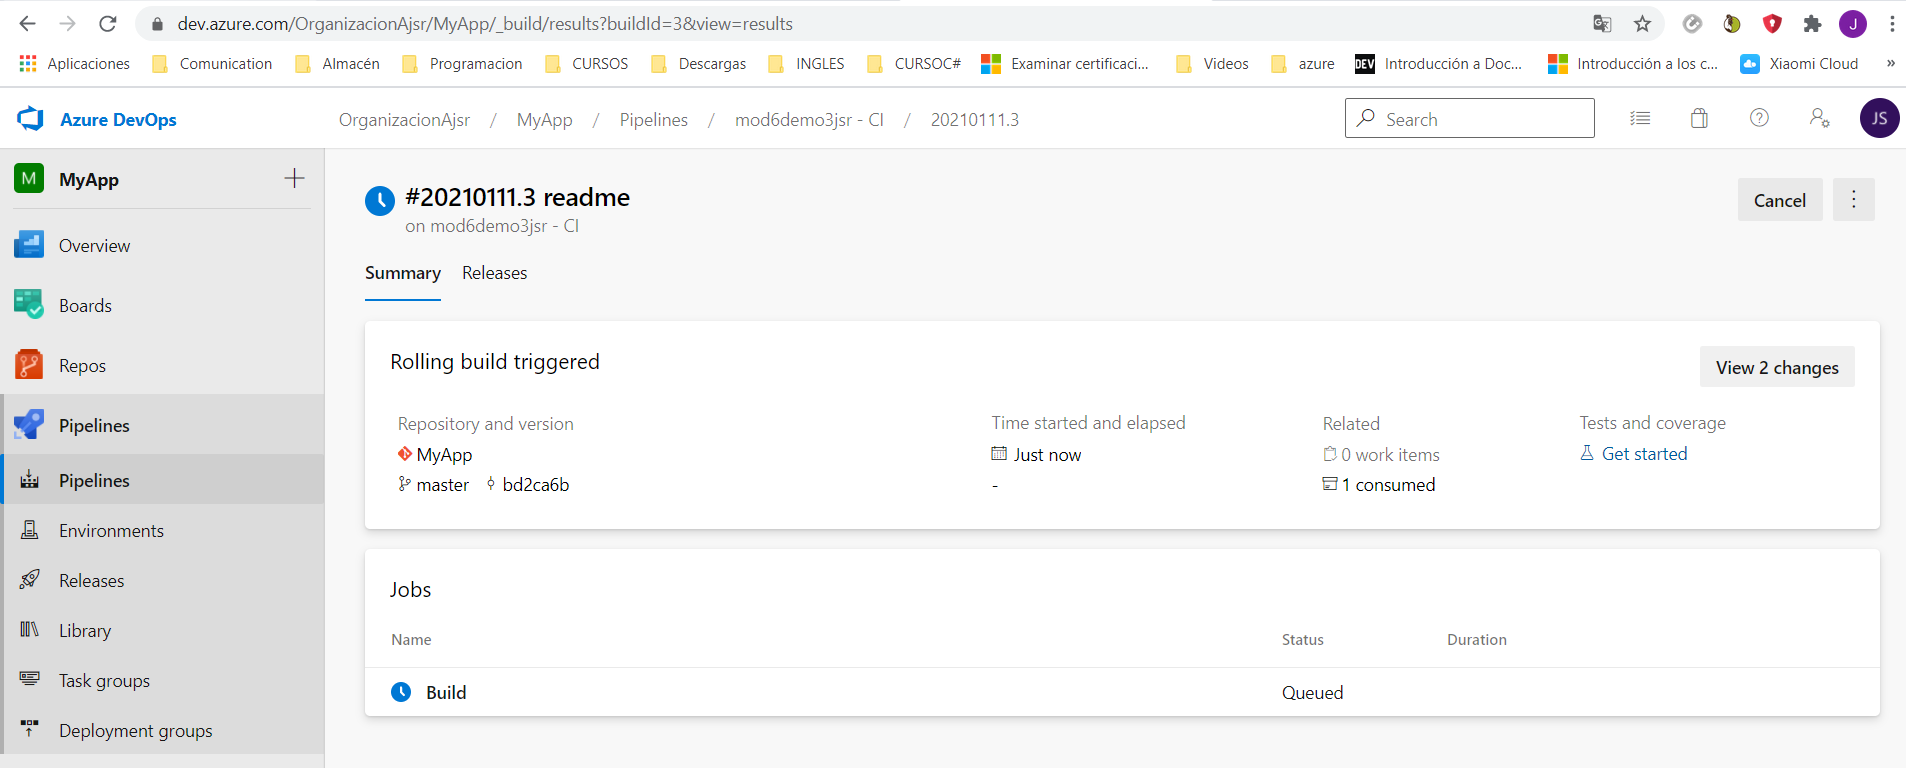 dev.azure.com/OrganizacionAjsr/MyApp/_build/results?buildId=3&view=results
J
Aplicaciones Comunication Almacén Programacion CURSOS Descargas INGLES CURSOC# Examinar certificaci... Videos azure DEV Introducción a Doc... Introducción a los c... Xiaomi Cloud »
Azure DevOps OrganizacionAjsr / MyApp / Pipelines / mod6demo3jsr - CI / 20210111.3 Search JS
M MyApp
Overview
Boards
Repos
Pipelines
Pipelines
Environments
Releases
Library
Task groups
Deployment groups
#20210111.3 readme
on mod6demo3jsr - CI
Cancel
Summary Releases
Rolling build triggered
View 2 changes
Repository and version Time started and elapsed Related Tests and coverage
MyApp Just now 0 work items Get started
master bd2ca6b - 1 consumed
Jobs
Name Status Duration
Build Queued